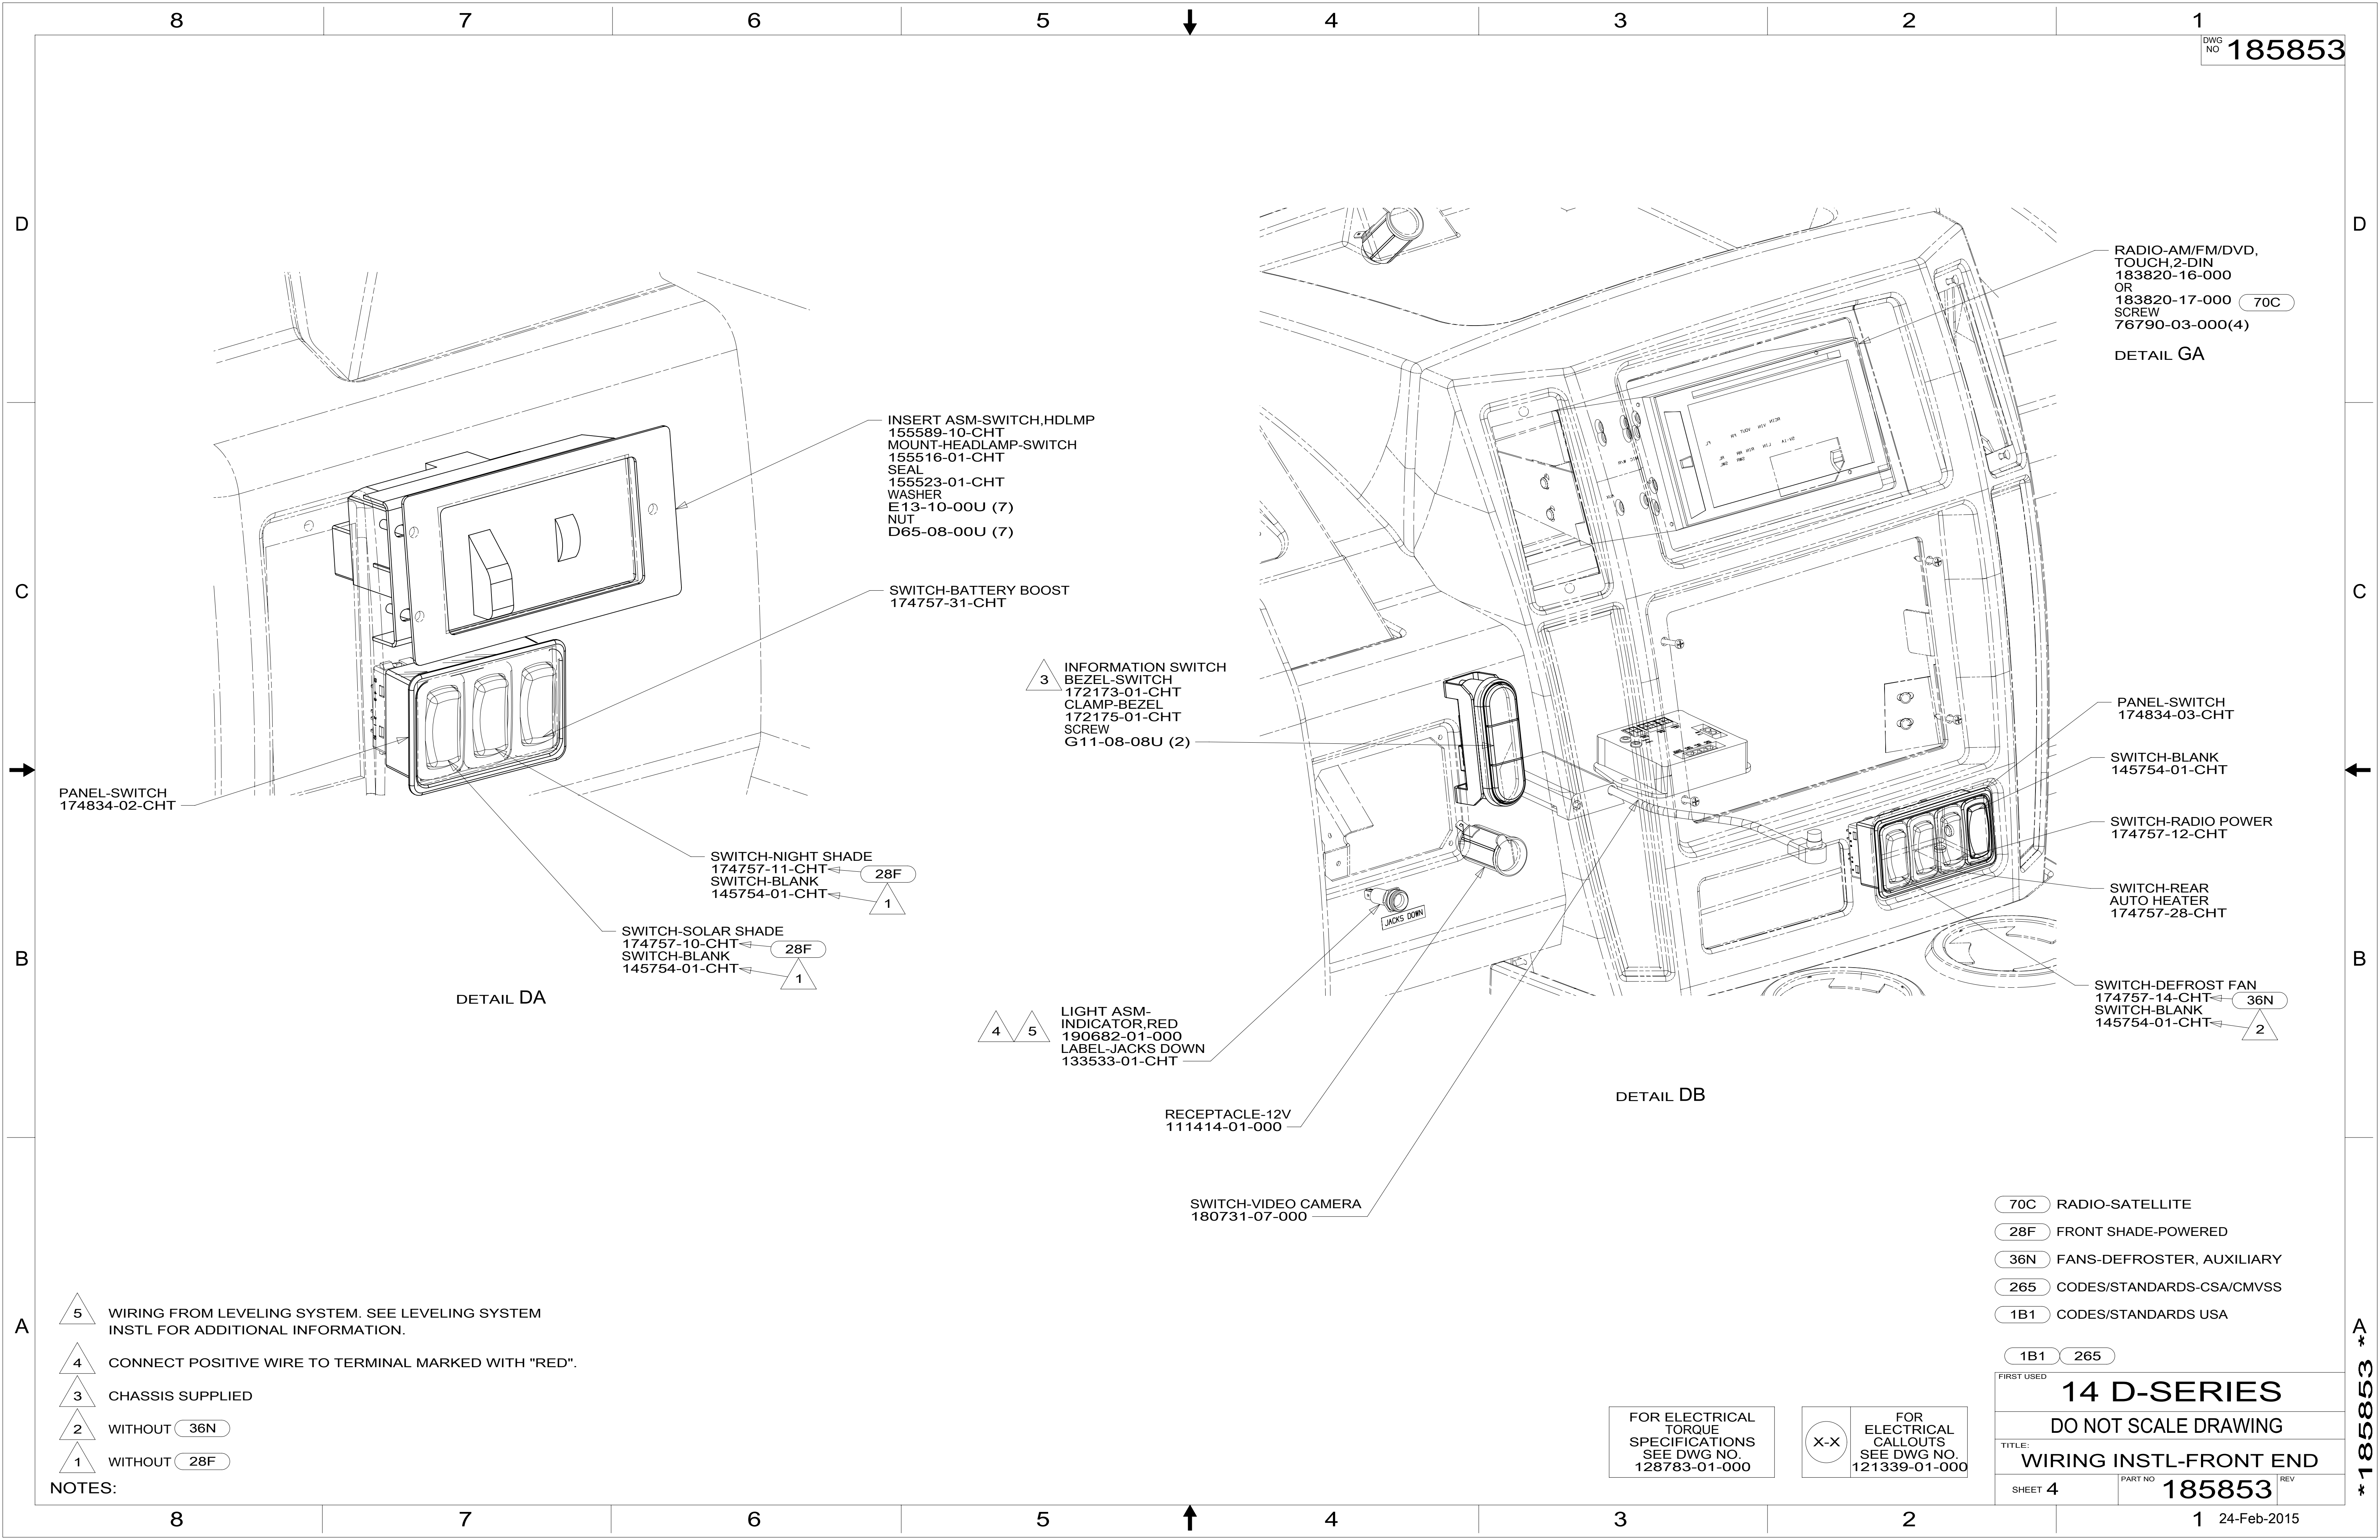 8 7 6 5 4 3 2 1
DWG
NO 185853
D D
C C
B B
A A
INSERT ASM-SWITCH,HDLMP
155589-10-CHT
MOUNT-HEADLAMP-SWITCH
155516-01-CHT
SEAL
155523-01-CHT
WASHER
E13-10-00U (7)
NUT
D65-08-00U (7)
SWITCH-BATTERY BOOST
174757-31-CHT
PANEL-SWITCH
174834-02-CHT
SWITCH-NIGHT SHADE
174757-11-CHT 28F
SWITCH-BLANK
145754-01-CHT 1
SWITCH-SOLAR SHADE
174757-10-CHT 28F
SWITCH-BLANK
145754-01-CHT 1
DETAIL DA
RADIO-AM/FM/DVD,
TOUCH,2-DIN
183820-16-000
OR
183820-17-000 70C
SCREW
76790-03-000(4)
DETAIL GA
3 INFORMATION SWITCH
BEZEL-SWITCH
172173-01-CHT
CLAMP-BEZEL
172175-01-CHT
SCREW
G11-08-08U (2)
JACKS DOWN
PANEL-SWITCH
174834-03-CHT
SWITCH-BLANK
145754-01-CHT
SWITCH-RADIO POWER
174757-12-CHT
SWITCH-REAR
AUTO HEATER
174757-28-CHT
SWITCH-DEFROST FAN
174757-14-CHT 36N
SWITCH-BLANK
145754-01-CHT 2
4 5 LIGHT ASM-
INDICATOR,RED
190682-01-000
LABEL-JACKS DOWN
133533-01-CHT
RECEPTACLE-12V
111414-01-000
SWITCH-VIDEO CAMERA
180731-07-000
DETAIL DB
70C RADIO-SATELLITE
28F FRONT SHADE-POWERED
36N FANS-DEFROSTER, AUXILIARY
265 CODES/STANDARDS-CSA/CMVSS
1B1 CODES/STANDARDS USA
1B1 265
5 WIRING FROM LEVELING SYSTEM. SEE LEVELING SYSTEM
INSTL FOR ADDITIONAL INFORMATION.
4 CONNECT POSITIVE WIRE TO TERMINAL MARKED WITH "RED".
3 CHASSIS SUPPLIED
2 WITHOUT 36N
1 WITHOUT 28F
NOTES:
FOR ELECTRICAL
TORQUE
SPECIFICATIONS
SEE DWG NO.
128783-01-000
X-X
FOR
ELECTRICAL
CALLOUTS
SEE DWG NO.
121339-01-000
FIRST USED
14 D-SERIES
DO NOT SCALE DRAWING
TITLE:
WIRING INSTL-FRONT END
SHEET 4
PART NO 185853
REV
*185853*
8 7 6 5 4 3 2 1
24-Feb-2015